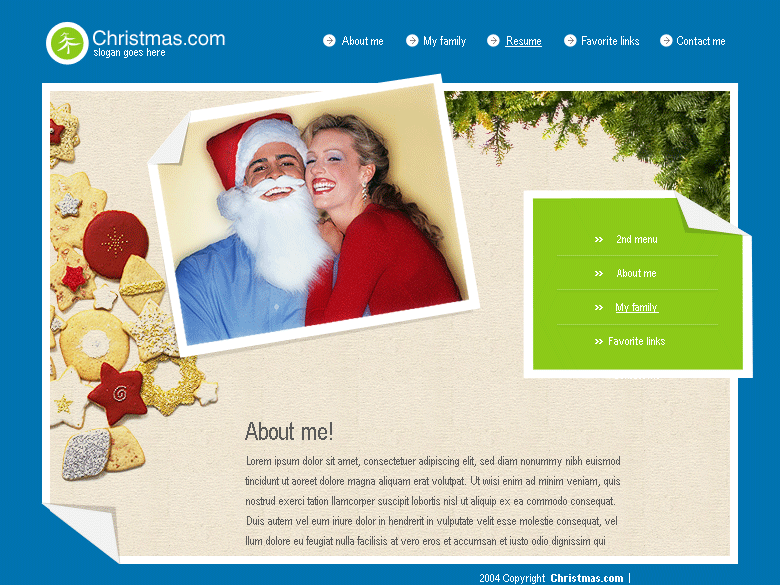 Christmas.com
slogan goes here
About me
My family
Resume
Favorite links
Contact me
2nd menu
About me
My family
Favorite links
About me!
Lorem ipsum dolor sit amet, consectetuer adipiscing elit, sed diam nonummy nibh euismod
tincidunt ut aoreet dolore magna aliquam erat volutpat. Ut wisi enim ad minim veniam, quis
nostrud exerci tation llamcorper suscipit lobortis nisl ut aliquip ex ea commodo consequat.
Duis autem vel eum iriure dolor in hendrerit in vulputate velit esse molestie consequat, vel
illum dolore eu feugiat nulla facilisis at vero eros et accumsan et iusto odio dignissim qui
2004 Copyright Christmas.com |